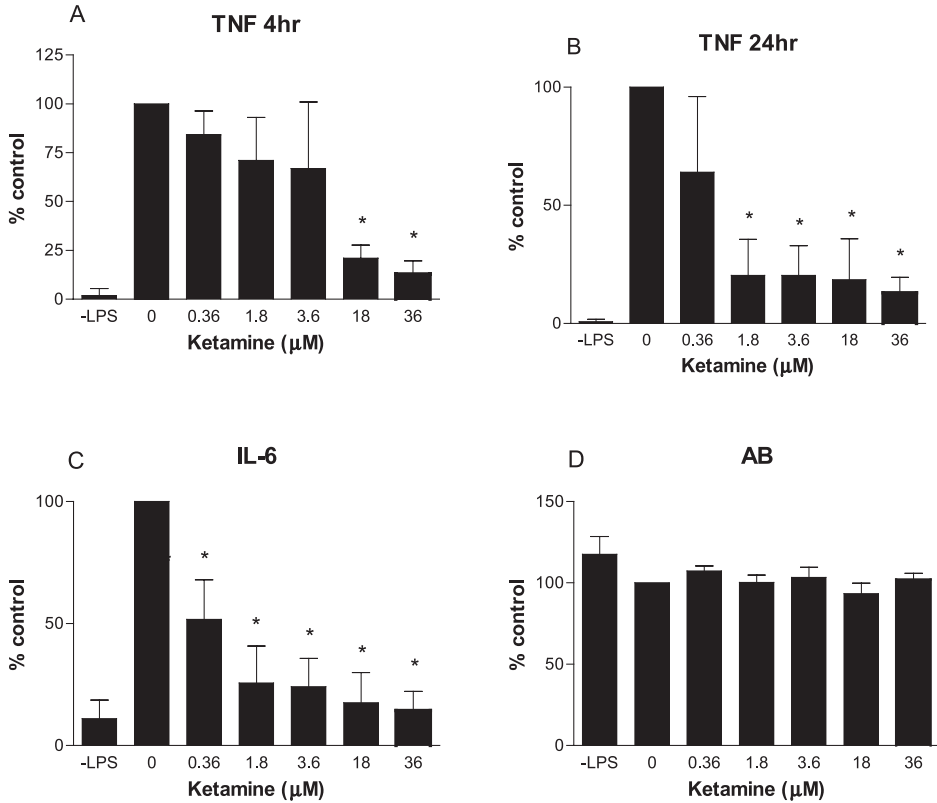 A
TNF 4hr
% control
125
100
75
50
25
0
* *
-LPS 0 0.36 1.8 3.6 18 36
Ketamine (μM)
B
TNF 24hr
% control
100
50
0
* * * *
-LPS 0 0.36 1.8 3.6 18 36
Ketamine (μM)
C
IL-6
% control
100
50
0
* * * * *
-LPS 0 0.36 1.8 3.6 18 36
Ketamine (μM)
D
AB
% control
150
100
50
0
-LPS 0 0.36 1.8 3.6 18 36
Ketamine (μM)